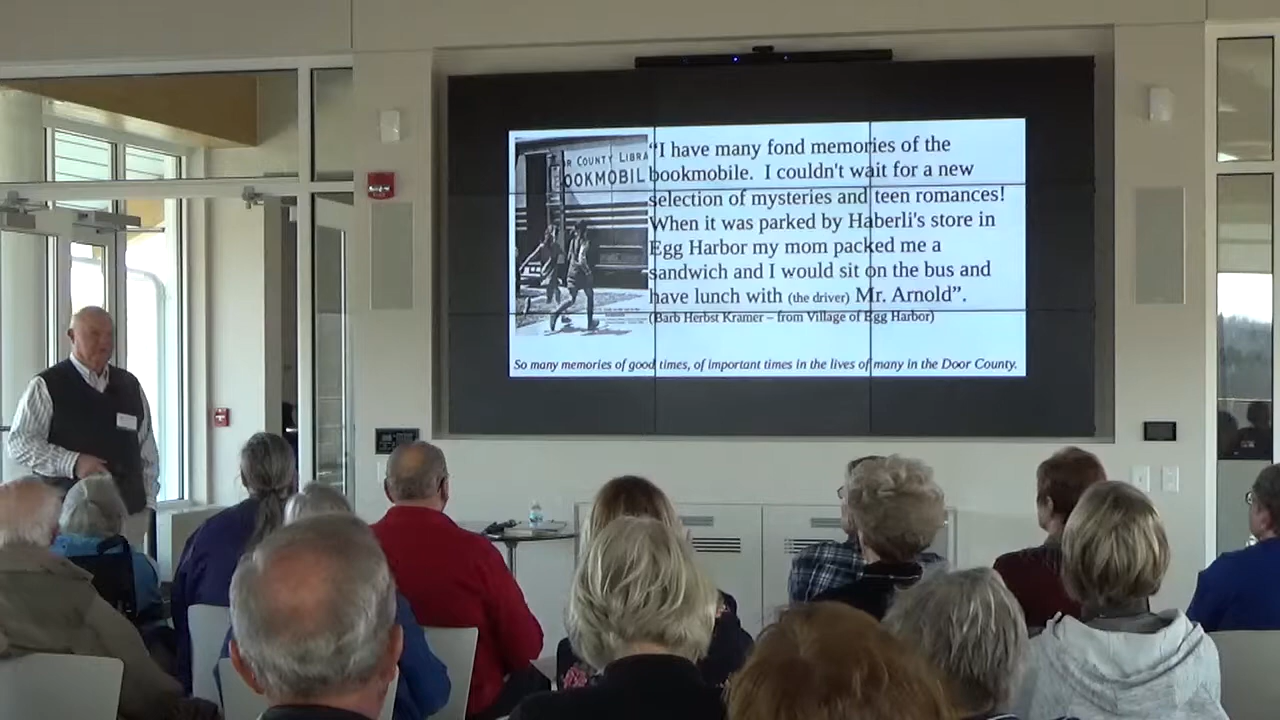 R COUNTY LIBRA
OOKMOBIL
“I have many fond memories of the
bookmobile. I couldn't wait for a new
selection of mysteries and teen romances!
When it was parked by Haberli's store in
Egg Harbor my mom packed me a
sandwich and I would sit on the bus and
have lunch with (the driver) Mr. Arnold”.
(Barb Herbst Kramer – from Village of Egg Harbor)
So many memories of good times, of important times in the lives of many in the Door County.